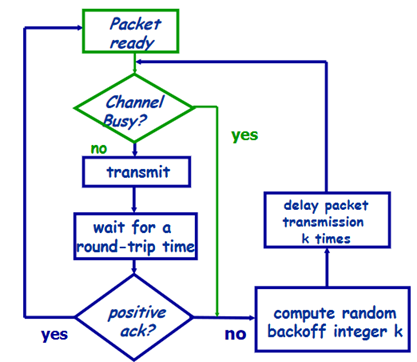 Packet
ready
Channel
Busy?
yes
no
transmit
wait for a
round-trip time
positive
ack?
yes
no
compute random
backoff integer k
delay packet
transmission
k times